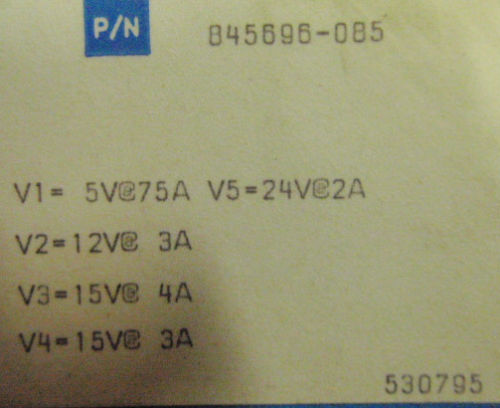 P/N 845696-085
V1= 5V@75A V5=24V@2A
V2=12V@ 3A
V3=15V@ 4A
V4=15V@ 3A
530795